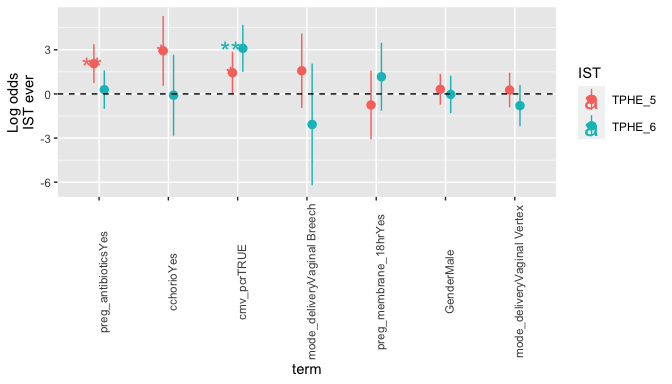 Log odds
IST ever
3
0
-3
-6
**
*
***
*
preg_antibioticsYes
cchorioYes
cmv_pcrTRUE
mode_deliveryVaginal Breech
preg_membrane_18hrYes
GenderMale
mode_deliveryVaginal Vertex
term
IST
a TPHE_5
a TPHE_6